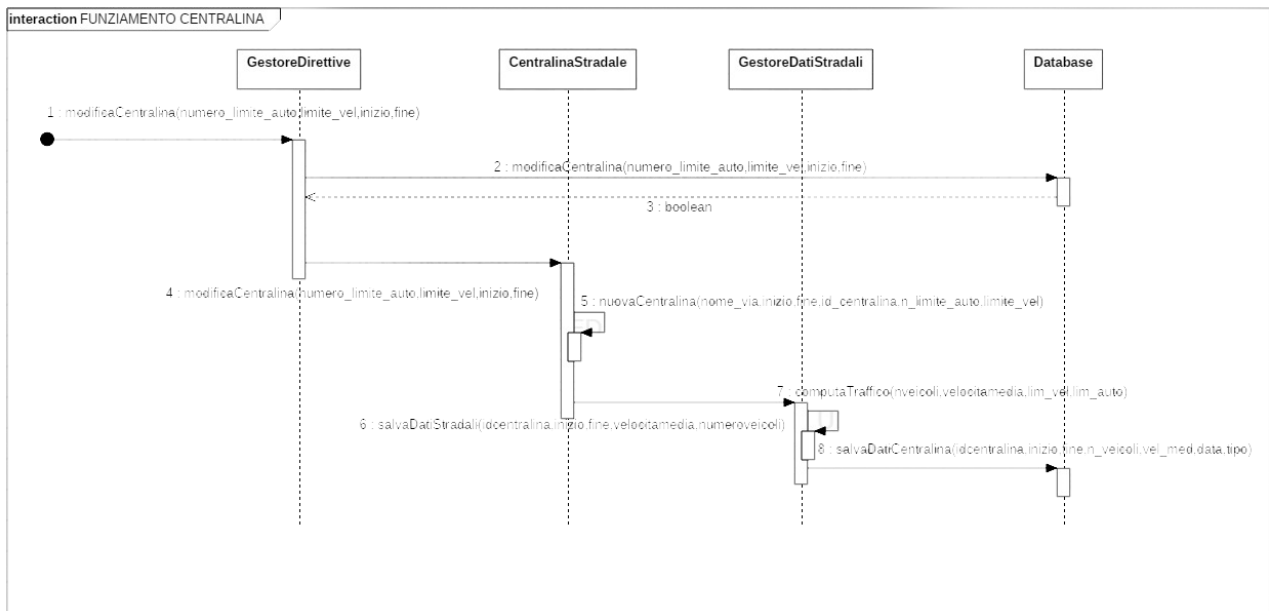 interaction FUNZIAMENTO CENTRALINA
GestoreDirettive
CentralinaStradale
GestoreDatiStradali
Database
1 : modificaCentralina(numero_limite_auto,limite_vel,inizio,fine)
2 : modificaCentralina(numero_limite_auto,limite_vel,inizio,fine)
3 : boolean
4 : modificaCentralina(numero_limite_auto,limite_vel,inizio,fine)
5 : nuovaCentralina(nome_via,inizio,fine,id_centralina,n_limite_auto,limite_vel)
7 : computaTraffico(nveicoli,velocitamedia,lim_vel,lim_auto)
6 : salvaDatiStradali(idcentralina,inizio,fine,velocitamedia,numeroveicoli)
8 : salvaDatiCentralina(idcentralina,inizio,fine,n_veicoli,vel_med,data,tipo)